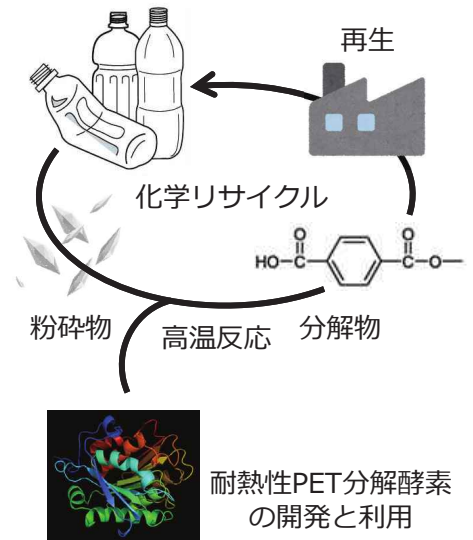 再生
化学リサイクル
HO-C-
O
-C-O-
O
粉砕物
高温反応
分解物
耐熱性PET分解酵素
の開発と利用